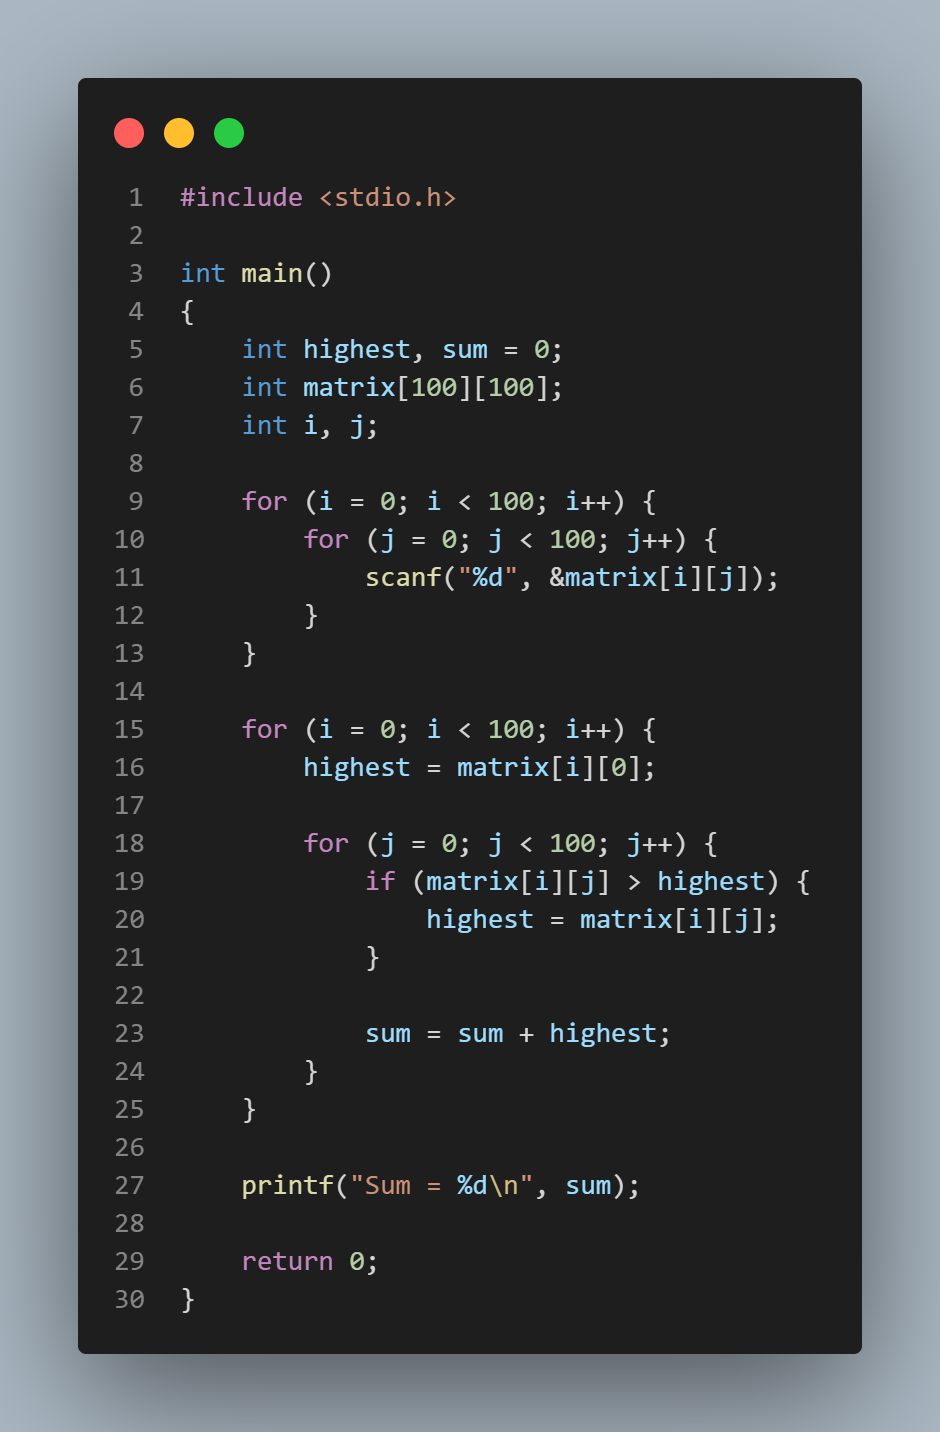 1 #include <stdio.h>
2
3 int main()
4 {
5     int highest, sum = 0;
6     int matrix[100][100];
7     int i, j;
8
9     for (i = 0; i < 100; i++) {
10         for (j = 0; j < 100; j++) {
11             scanf("%d", &matrix[i][j]);
12         }
13     }
14
15     for (i = 0; i < 100; i++) {
16         highest = matrix[i][0];
17
18         for (j = 0; j < 100; j++) {
19             if (matrix[i][j] > highest) {
20                 highest = matrix[i][j];
21             }
22
23             sum = sum + highest;
24         }
25     }
26
27     printf("Sum = %d\n", sum);
28
29     return 0;
30 }